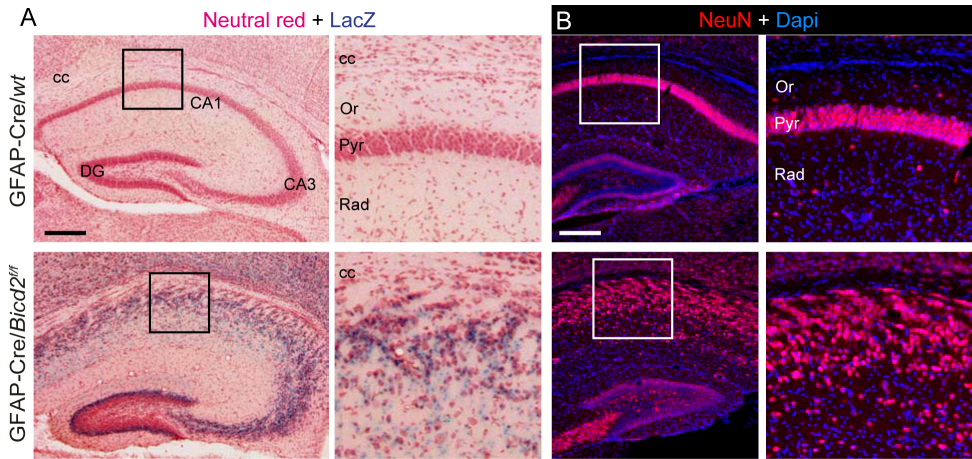 A
Neutral red + LacZ
GFAP-Cre/wt
cc
CA1
DG
CA3
cc
Or
Pyr
Rad
GFAP-Cre/Bicd2f/f
cc
B
NeuN + Dapi
Or
Pyr
Rad